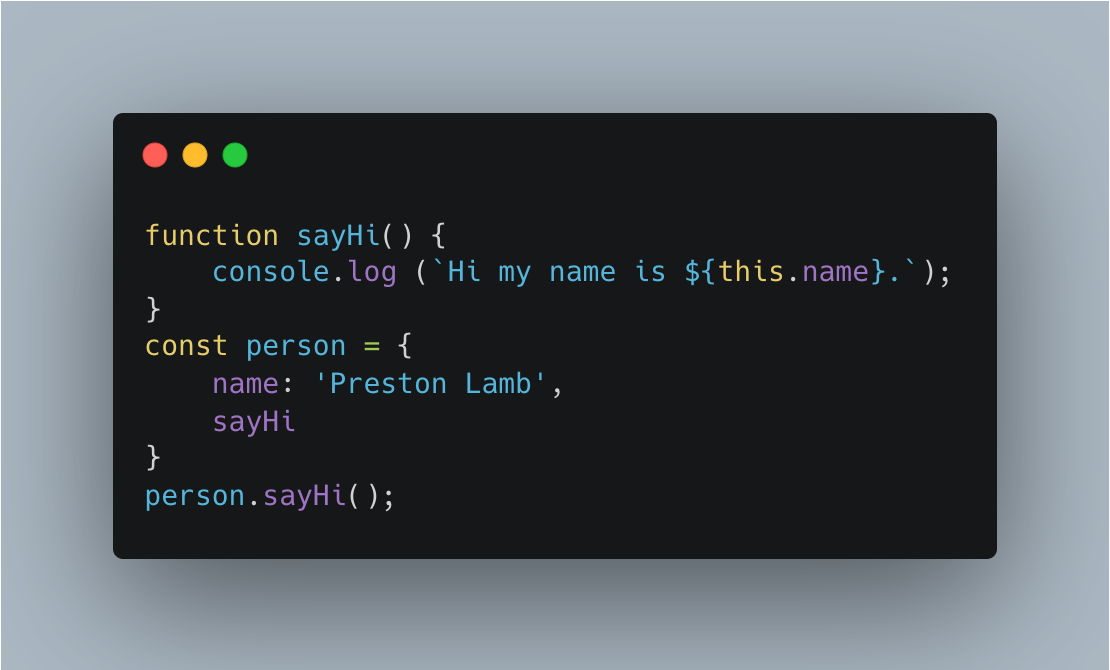 function sayHi() {
    console.log (`Hi my name is ${this.name}.`);
}
const person = {
    name: 'Preston Lamb',
    sayHi
}
person.sayHi();